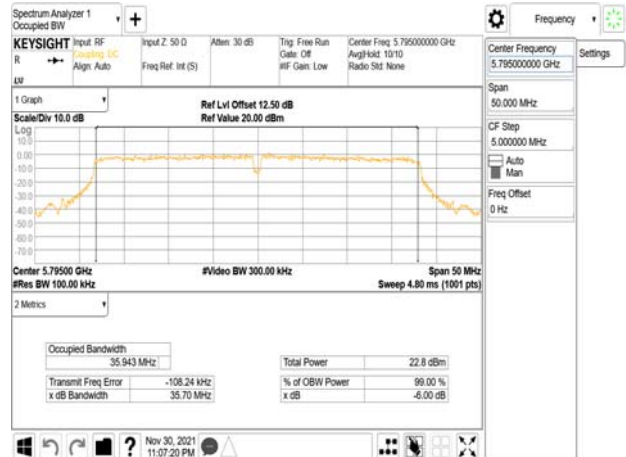 Spectrum Analyzer 1
Occupied BW
+
Frequency
KEYSIGHT
Input: RF
Coupling: DC
Align: Auto
Input Z: 50 Ω
Freq Ref: Int (S)
Atten: 30 dB
Trig: Free Run
Gate: Off
#IF Gain: Low
Center Freq: 5.795000000 GHz
Avg|Hold: 10/10
Radio Std: None
R
LVI
Center Frequency
5.795000000 GHz
Settings
Span
50.000 MHz
CF Step
5.000000 MHz
Auto
Man
Freq Offset
0 Hz
1 Graph
Scale/Div 10.0 dB
Ref Lvl Offset 12.50 dB
Ref Value 20.00 dBm
Log
10.0
0.00
-10.0
-20.0
-30.0
-40.0
-50.0
-60.0
-70.0
Center 5.79500 GHz
#Res BW 100.00 kHz
#Video BW 300.00 kHz
Span 50 MHz
Sweep 4.80 ms (1001 pts)
2 Metrics
Occupied Bandwidth
35.943 MHz
Total Power 22.8 dBm
Transmit Freq Error -108.24 kHz
% of OBW Power 99.00 %
x dB Bandwidth 35.70 MHz
x dB -6.00 dB
?
Nov 30, 2021
11:07:20 PM